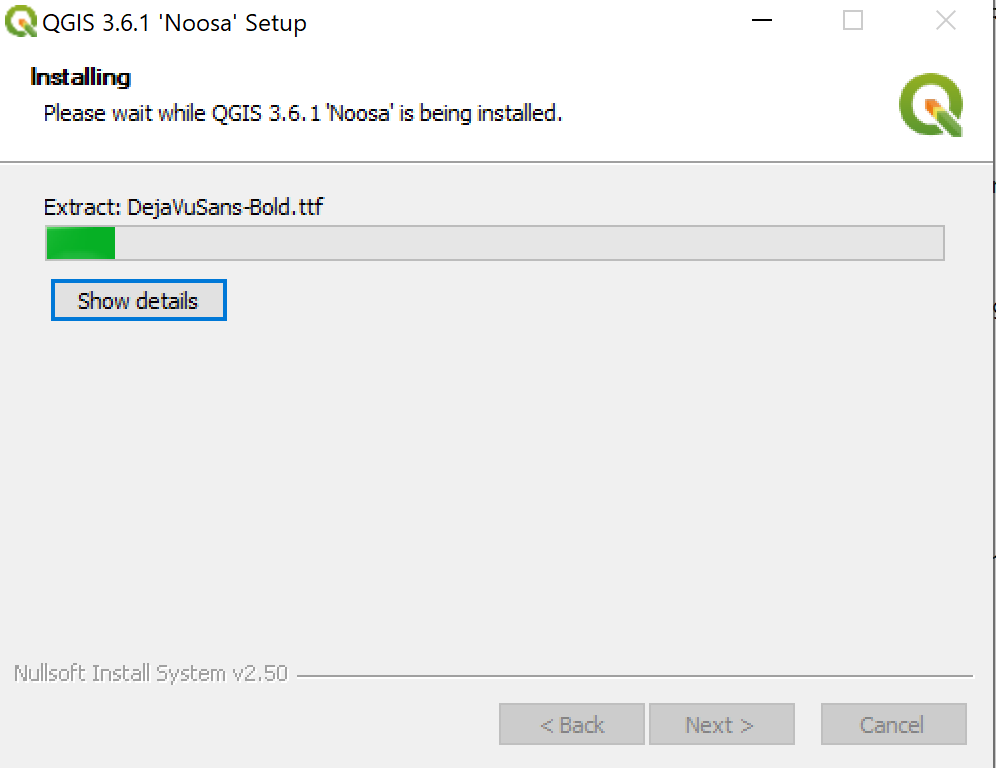 QGIS 3.6.1 'Noosa' Setup
Installing
Please wait while QGIS 3.6.1 'Noosa' is being installed.
Extract: DejaVuSans-Bold.ttf
Show details
Nullsoft Install System v2.50
< Back
Next >
Cancel